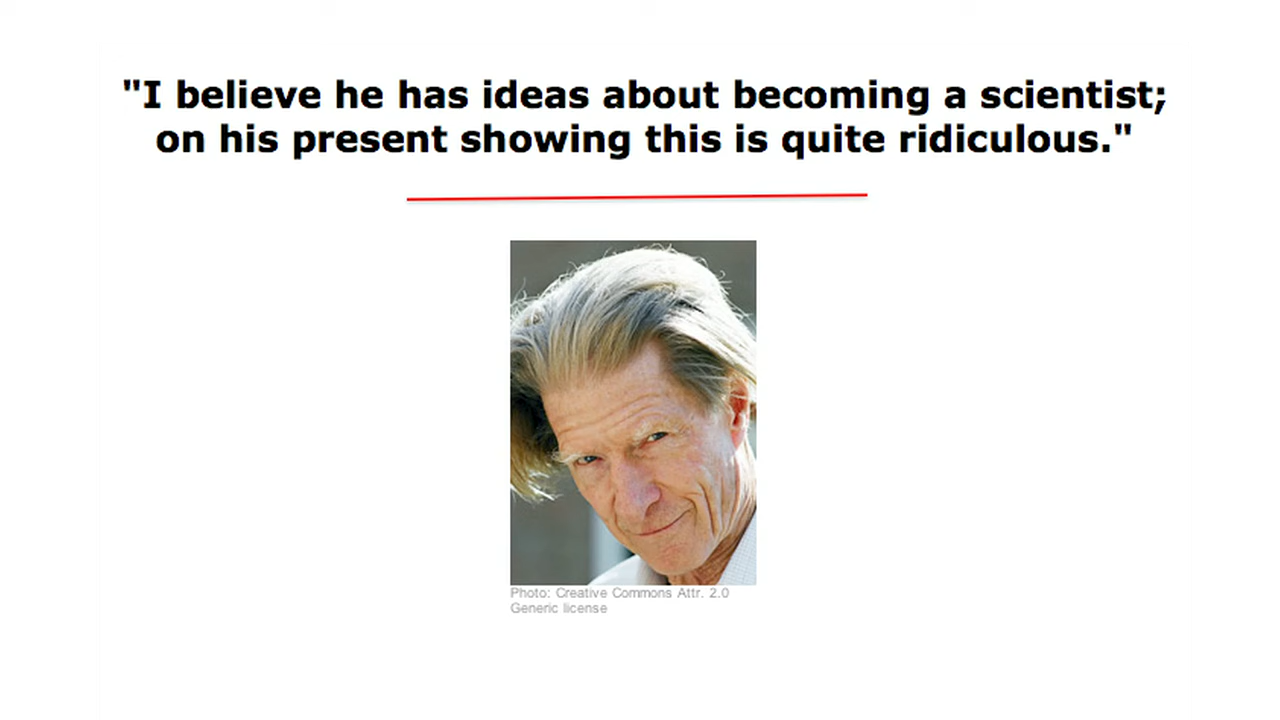 "I believe he has ideas about becoming a scientist;
on his present showing this is quite ridiculous."
Photo: Creative Commons Attr. 2.0
Generic license